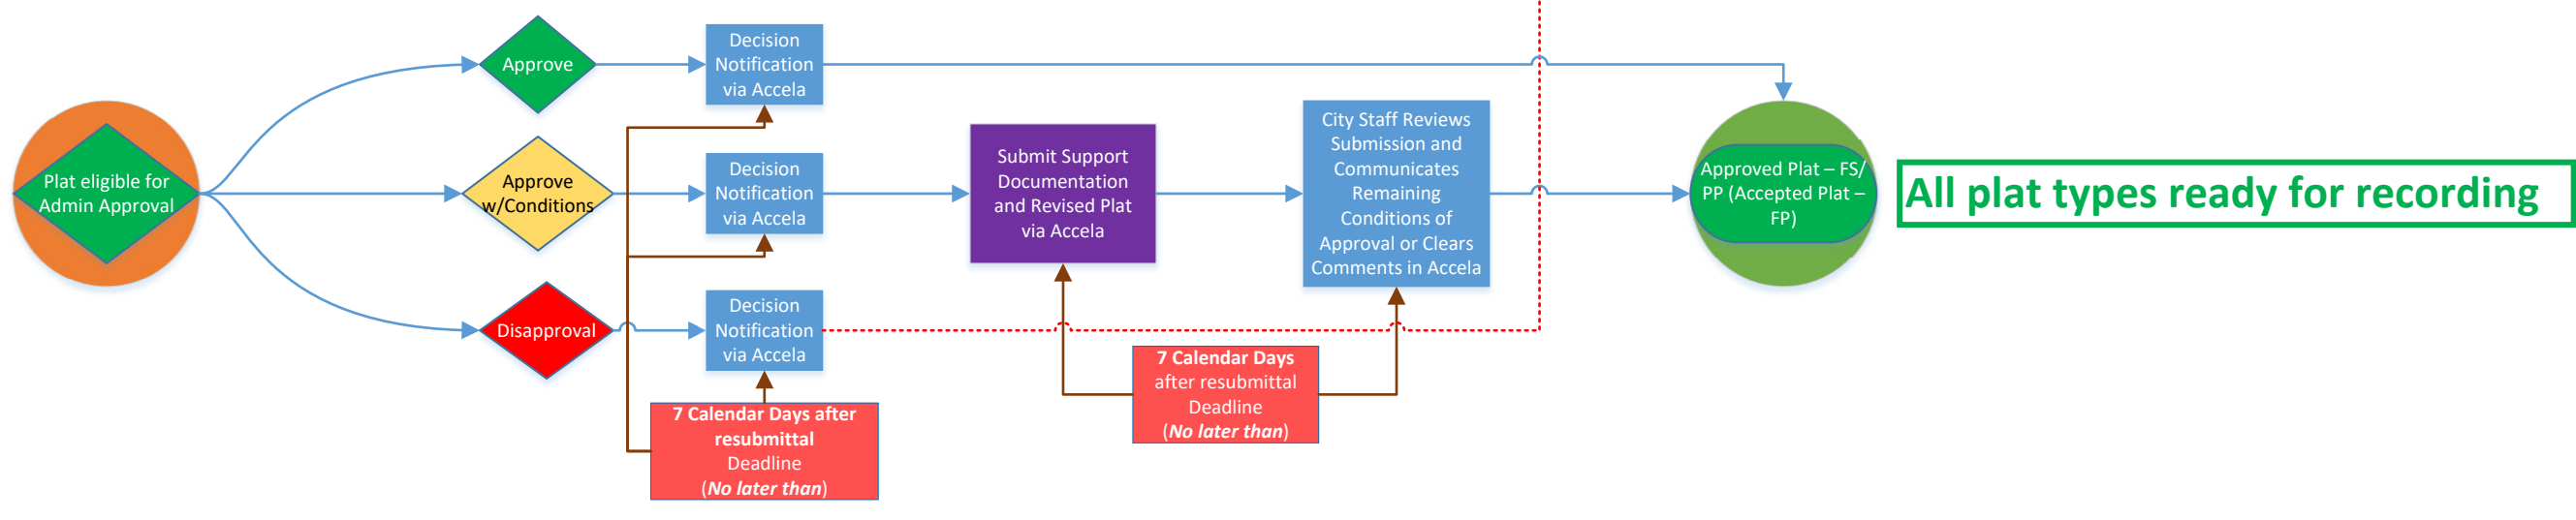 Plat eligible for
Admin Approval
Approve
Decision
Notification
via Accela
Approve
w/Conditions
Decision
Notification
via Accela
Disapproval
Decision
Notification
via Accela
7 Calendar Days after
resubmittal
Deadline
(No later than)
Submit Support
Documentation
and Revised Plat
via Accela
7 Calendar Days
after resubmittal
Deadline
(No later than)
City Staff Reviews
Submission and
Communicates
Remaining
Conditions of
Approval or Clears
Comments in Accela
Approved Plat – FS/
PP (Accepted Plat –
FP)
All plat types ready for recording